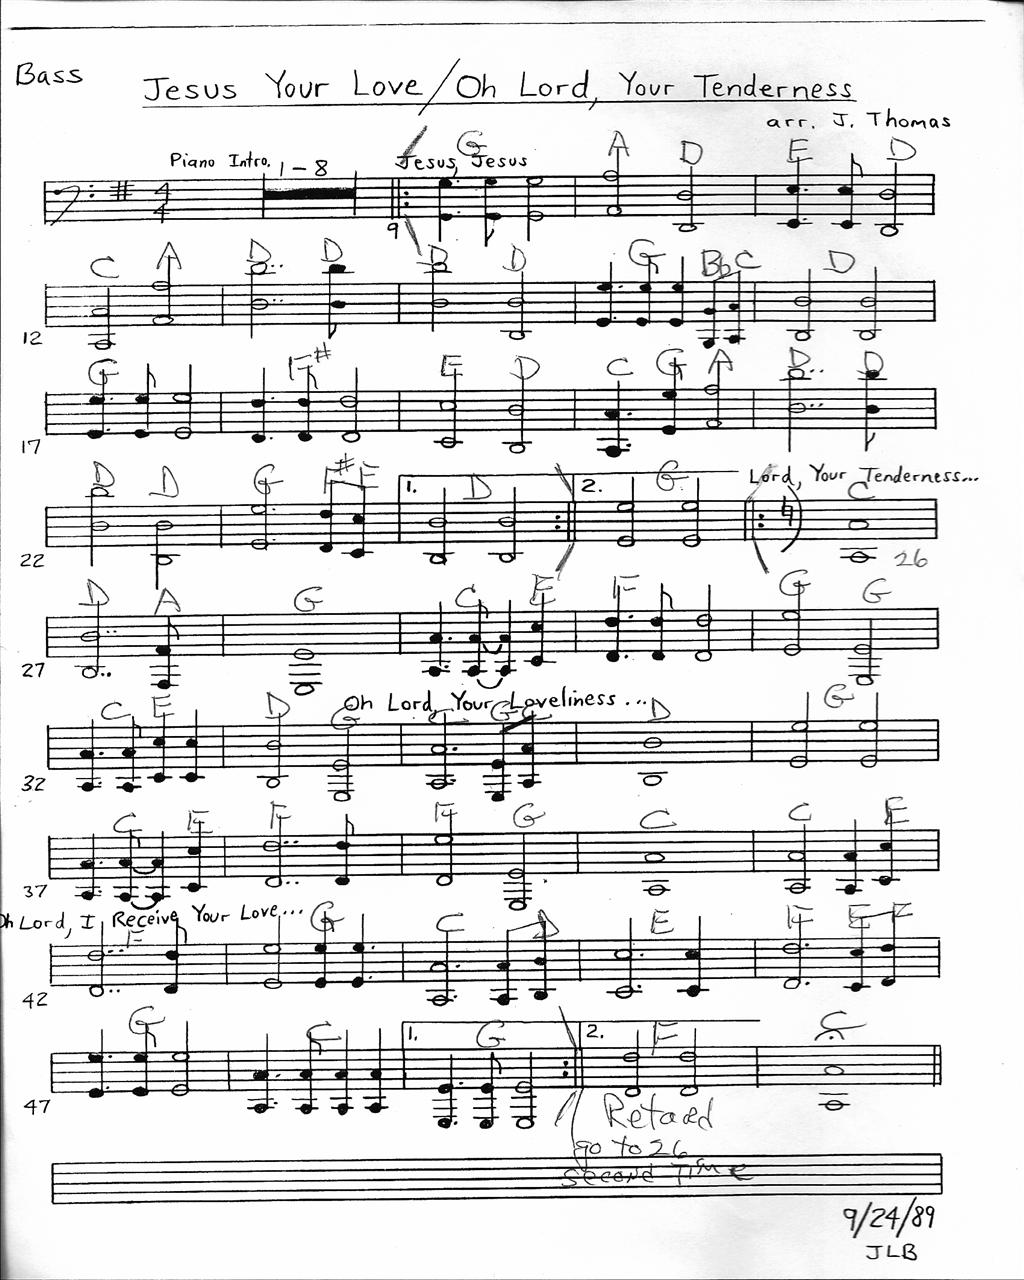 Bass
Jesus Your Love/Oh Lord, Your Tenderness
arr. J. Thomas
Piano Intro. 1-8 Jesus, Jesus
G A D E D
4
4
9
C A D D D D G Bb C D
12
G F# E D C G A D D
17
D D G F# E 1. D 2. G Lord, Your Tenderness...
C
22 26
D A G C E F G G
27
Oh Lord, Your Loveliness...
C E D G C G C D G
32
C E F F G C C E
37
Oh Lord, I Receive Your Love...
F G C D E F E F
42
G C 1. G 2. F C
47
Retard
go to 26
second Time
9/24/89
JLB